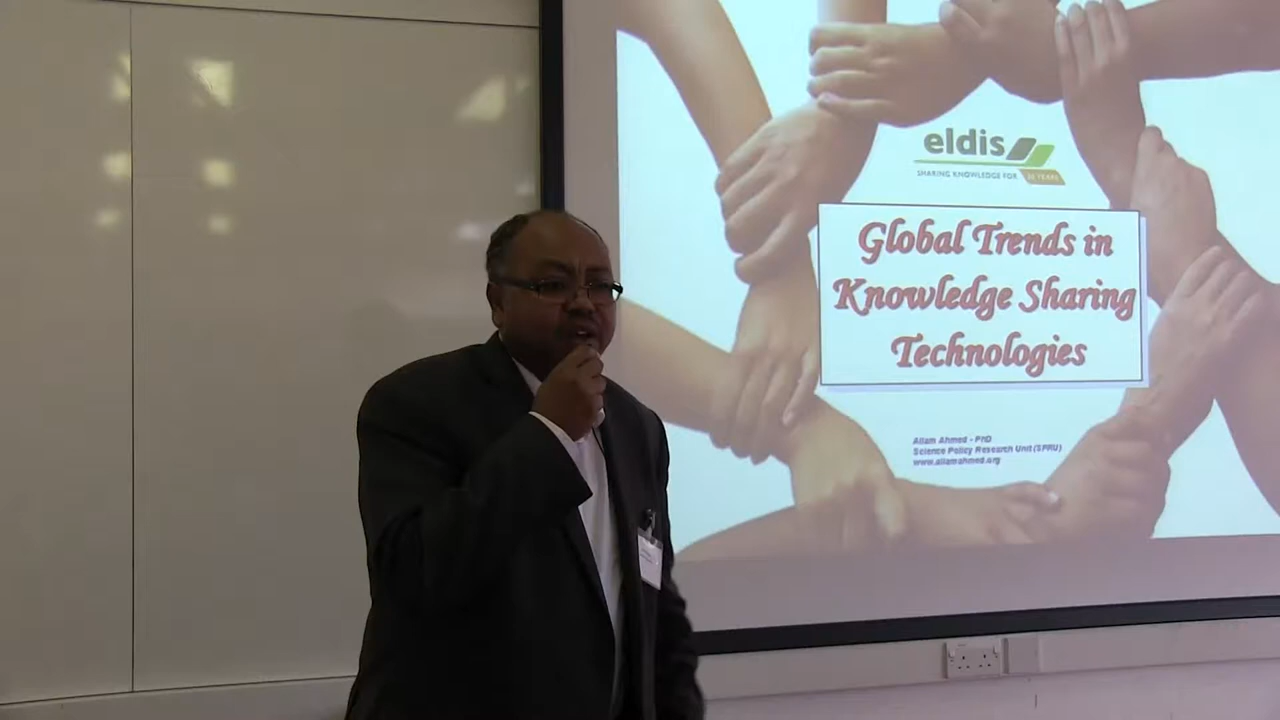 eldis
SHARING KNOWLEDGE FOR 20 YEARS
Global Trends in
Knowledge Sharing
Technologies
Allam Ahmed - PhD
Science Policy Research Unit (SPRU)
www.allamahmed.org